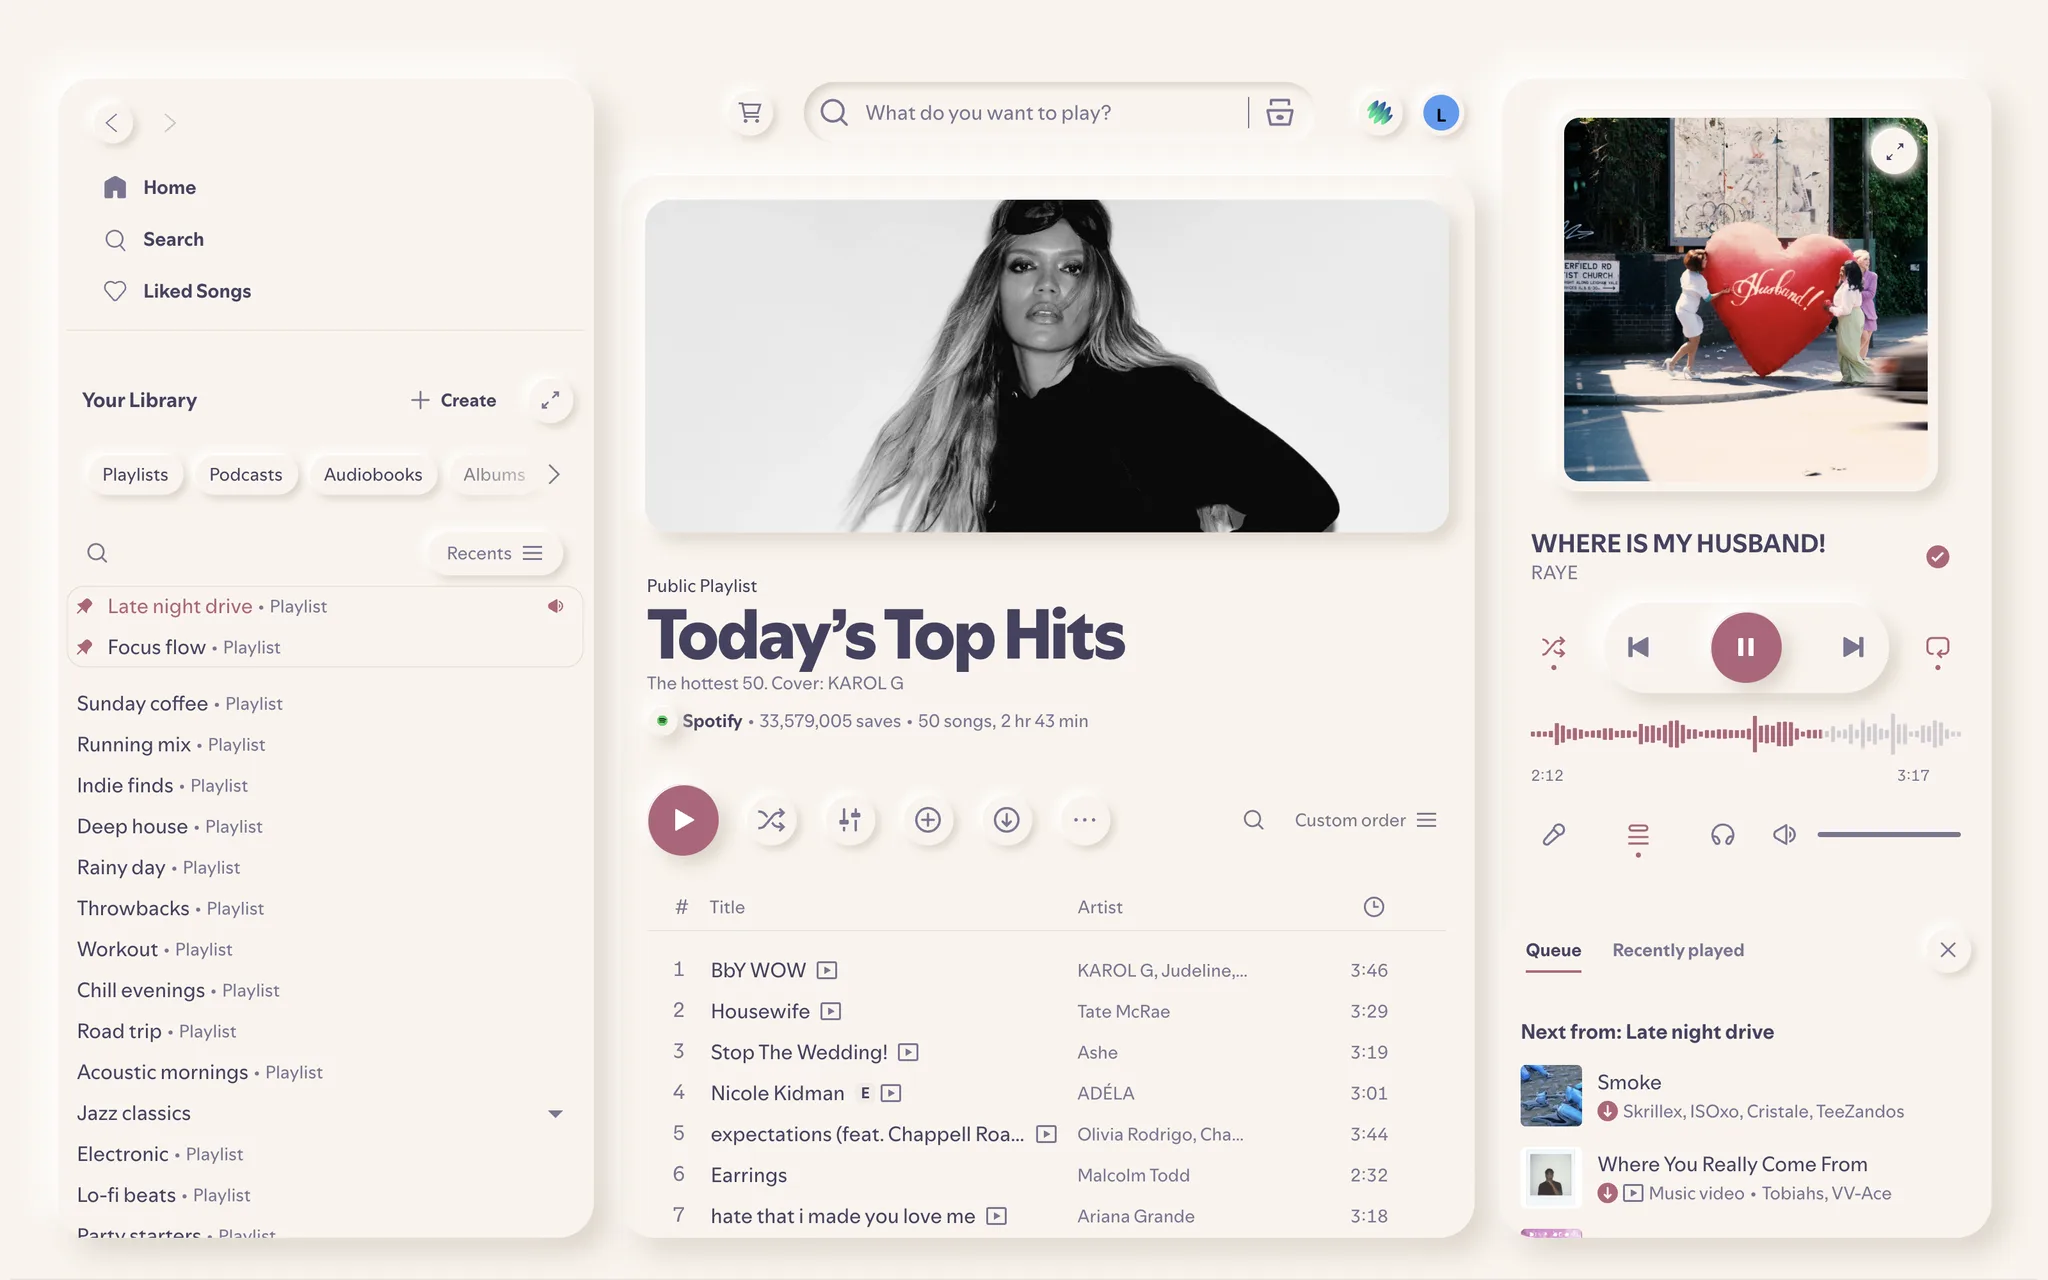 Home
Search
Liked Songs
Your Library
Create
Playlists
Podcasts
Audiobooks
Albums
Recents
Late night drive • Playlist
Focus flow • Playlist
Sunday coffee • Playlist
Running mix • Playlist
Indie finds • Playlist
Deep house • Playlist
Rainy day • Playlist
Throwbacks • Playlist
Workout • Playlist
Chill evenings • Playlist
Road trip • Playlist
Acoustic mornings • Playlist
Jazz classics
Electronic • Playlist
Lo-fi beats • Playlist
Party starters • Playlist
What do you want to play?
L
Public Playlist
Today's Top Hits
The hottest 50. Cover: KAROL G
Spotify • 33,579,005 saves • 50 songs, 2 hr 43 min
Custom order
# Title Artist
1 BbY WOW KAROL G, Judeline,... 3:46
2 Housewife Tate McRae 3:29
3 Stop The Wedding! Ashe 3:19
4 Nicole Kidman E ADÉLA 3:01
5 expectations (feat. Chappell Roa... Olivia Rodrigo, Cha... 3:44
6 Earrings Malcolm Todd 2:32
7 hate that i made you love me Ariana Grande 3:18
ERFIELD RD
IST CHURCH
Husband!
WHERE IS MY HUSBAND!
RAYE
2:12
3:17
Queue
Recently played
Next from: Late night drive
Smoke
Skrillex, ISOxo, Cristale, TeeZandos
Where You Really Come From
Music video • Tobiahs, VV-Ace